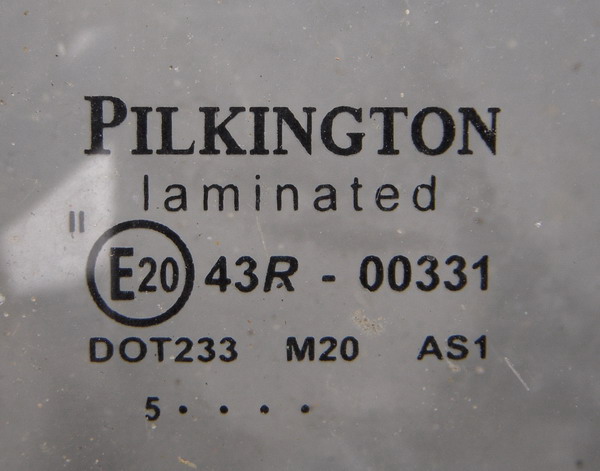 PILKINGTON
laminated
II
E20 43R - 00331
DOT233 M20 AS1
5 • • • •